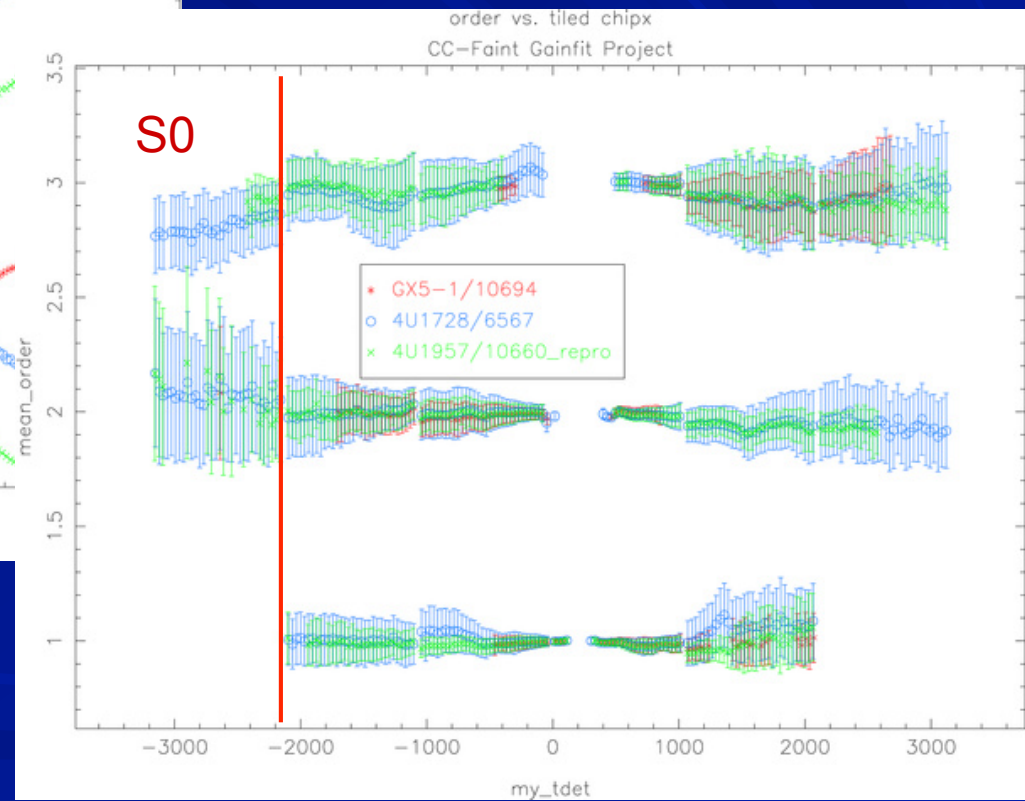 order vs. tiled chipx
CC-Faint Gainfit Project
3.5
S0
3
2.5
GX5-1/10694
4U1728/6567
4U1957/10660_repro
mean_order
2
1.5
1
-3000 -2000 -1000 0 1000 2000 3000
my_tdet